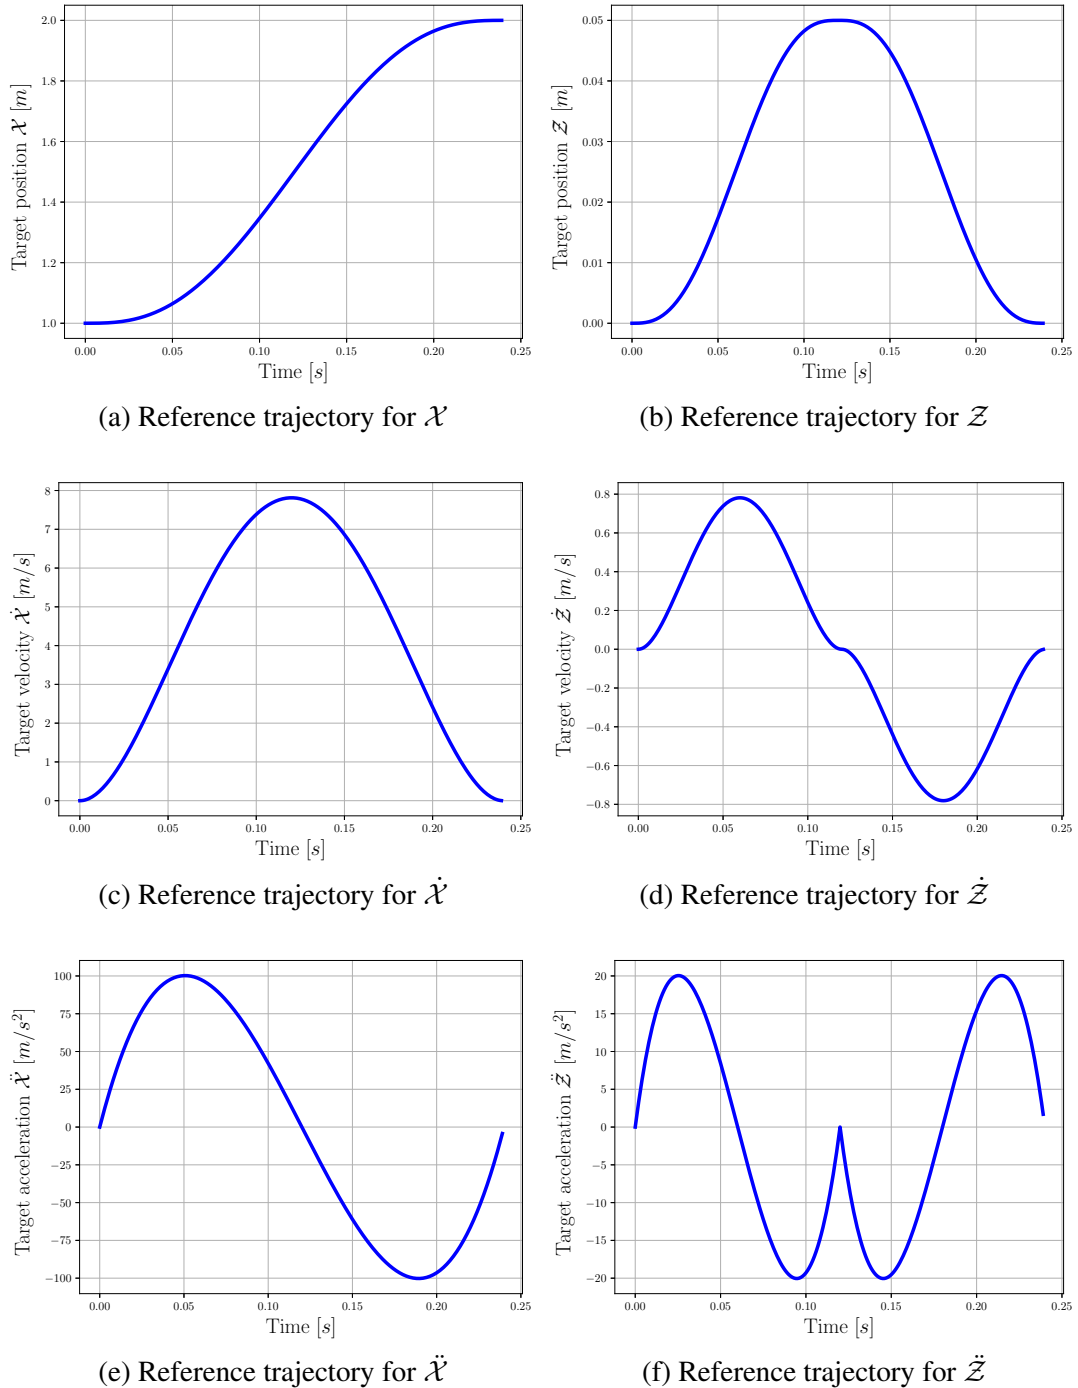 2.0
1.8
1.6
1.4
1.2
1.0
Target position 𝒳 [m]
0.00 0.05 0.10 0.15 0.20 0.25
Time [s]
(a) Reference trajectory for 𝒳
0.05
0.04
0.03
0.02
0.01
0.00
Target position 𝒵 [m]
0.00 0.05 0.10 0.15 0.20 0.25
Time [s]
(b) Reference trajectory for 𝒵
8
7
6
5
4
3
2
1
0
Target velocity 𝒳̇ [m/s]
0.00 0.05 0.10 0.15 0.20 0.25
Time [s]
(c) Reference trajectory for 𝒳̇
0.8
0.6
0.4
0.2
0.0
−0.2
−0.4
−0.6
−0.8
Target velocity 𝒵̇ [m/s]
0.00 0.05 0.10 0.15 0.20 0.25
Time [s]
(d) Reference trajectory for 𝒵̇
100
75
50
25
0
−25
−50
−75
−100
Target acceleration 𝒳̈ [m/s²]
0.00 0.05 0.10 0.15 0.20 0.25
Time [s]
(e) Reference trajectory for 𝒳̈
20
15
10
5
0
−5
−10
−15
−20
Target acceleration 𝒵̈ [m/s²]
0.00 0.05 0.10 0.15 0.20 0.25
Time [s]
(f) Reference trajectory for 𝒵̈